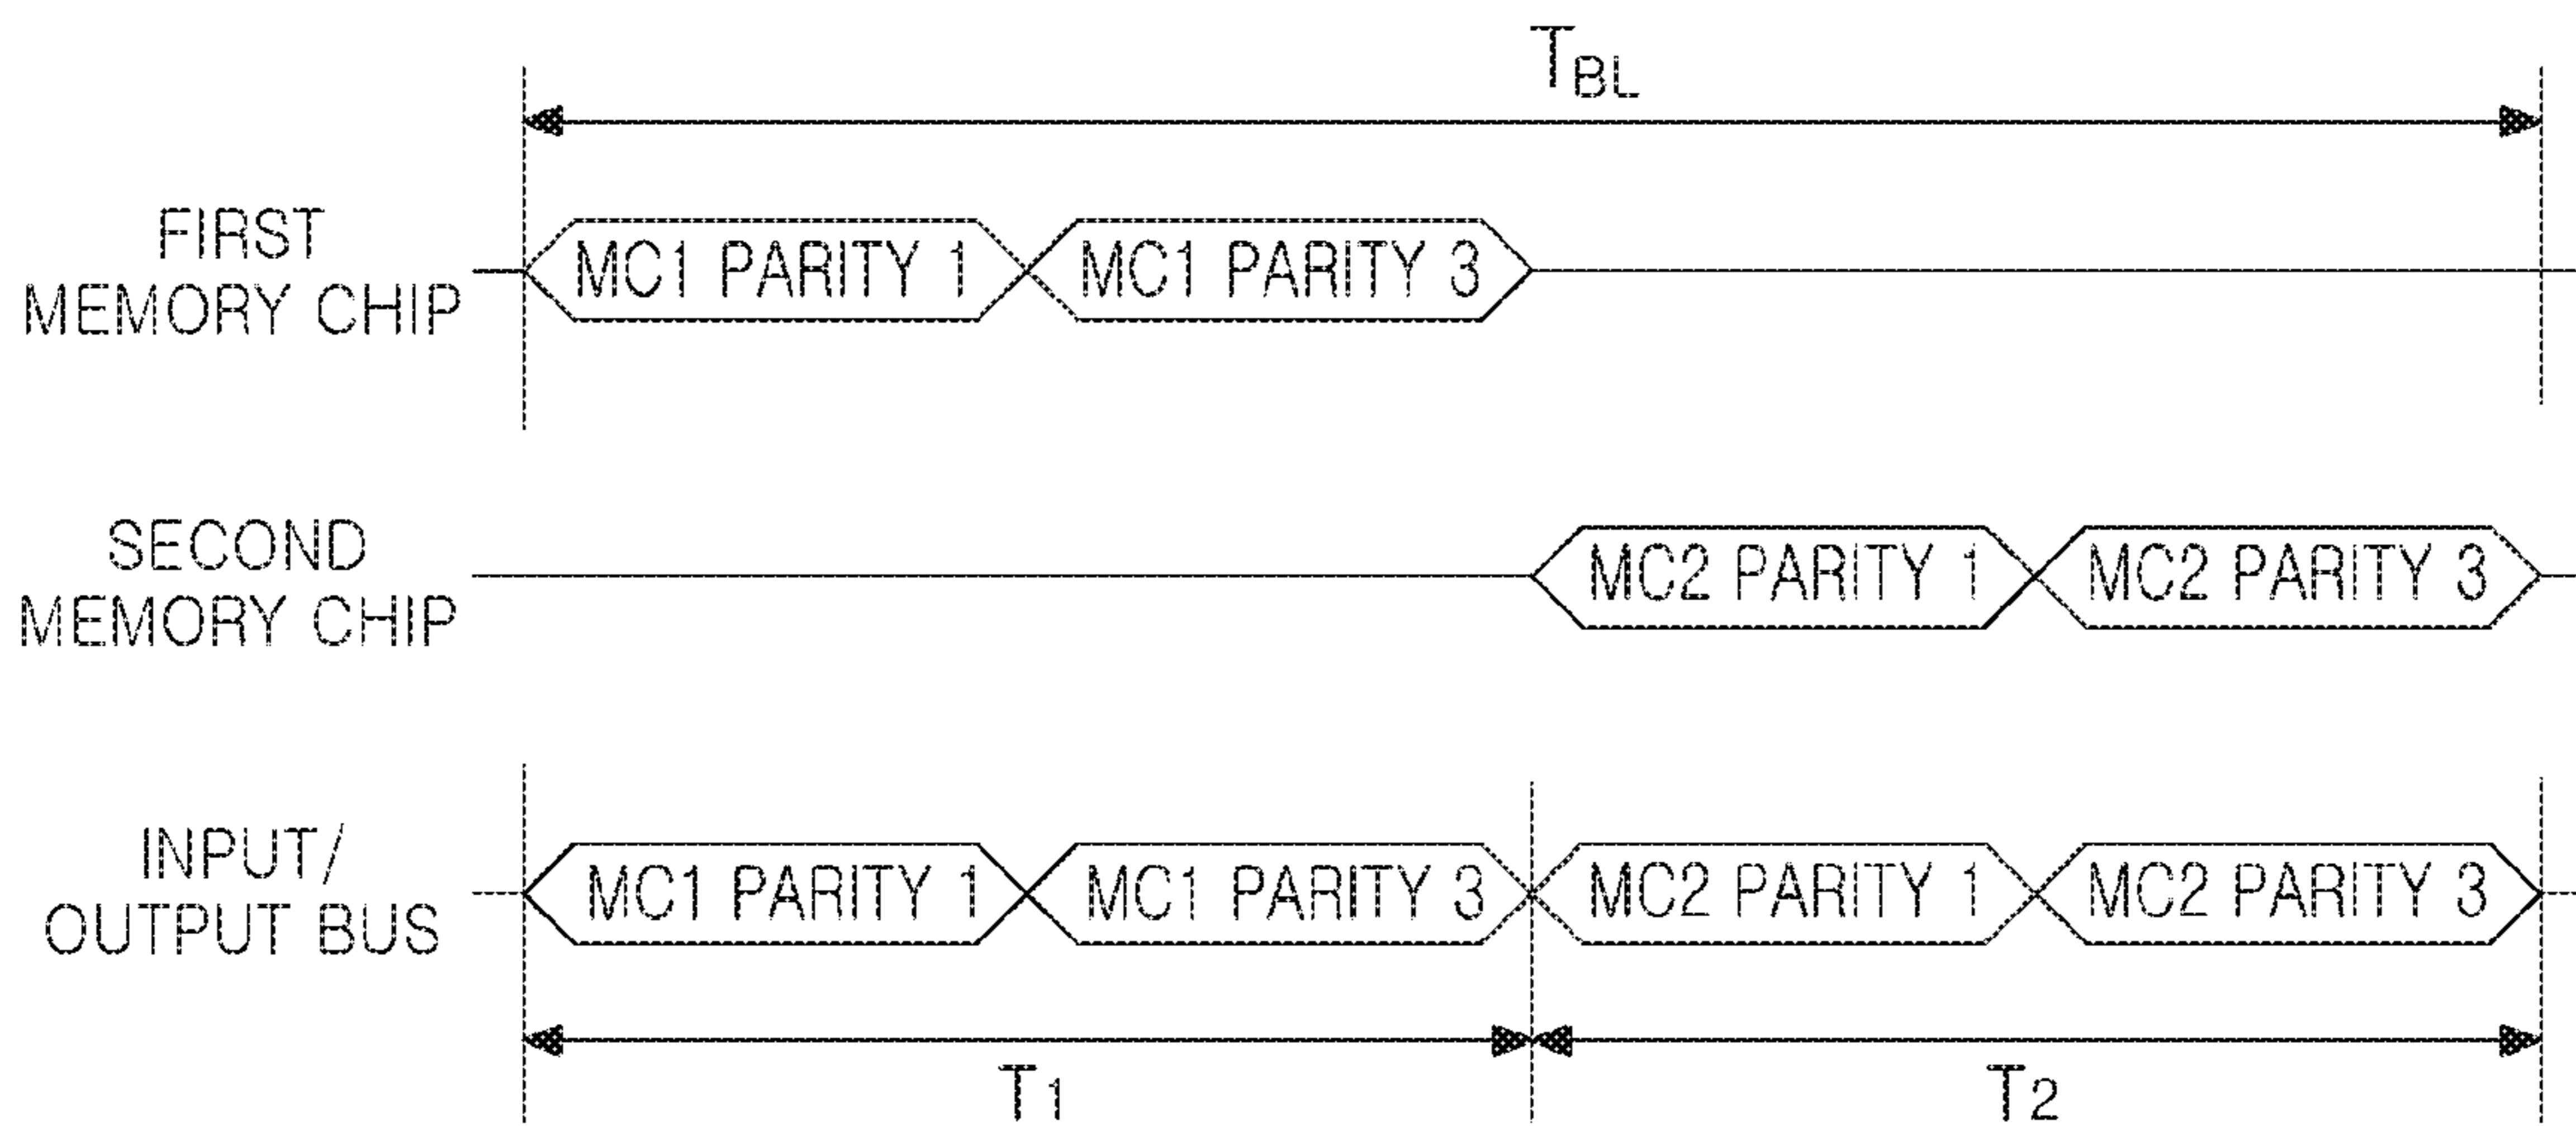 TBL
FIRST
MEMORY CHIP
MC1 PARITY 1
MC1 PARITY 3
SECOND
MEMORY CHIP
MC2 PARITY 1
MC2 PARITY 3
INPUT/
OUTPUT BUS
MC1 PARITY 1
MC1 PARITY 3
MC2 PARITY 1
MC2 PARITY 3
T1
T2